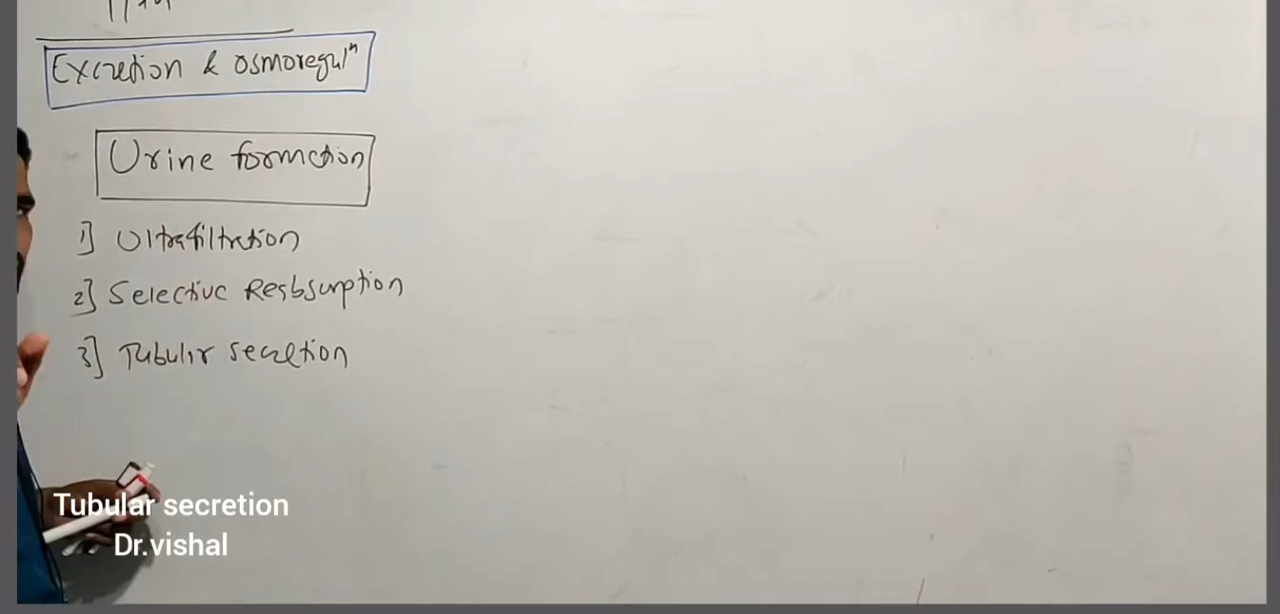 Excretion & osmoregulⁿ
Urine formation
1] Ultrafiltration
2] Selective Reabsorption
3] Tubular secretion
Tubular secretion
Dr.vishal